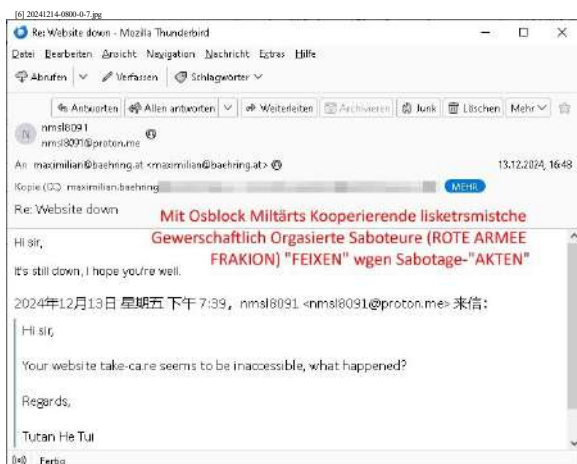 [6] 20241214-0800-0-7.jpg
Re: Website down - Mozilla Thunderbird
Datei Bearbeiten Ansicht Navigation Nachricht Extras Hilfe
Abrufen Verfassen Schlagwörter
Antworten Allen antworten Weiterleiten Archivieren Junk Löschen Mehr
N nmsl8091
nmsl8091@proton.me
An maximilian@baehring.at <maximilian@baehring.at> 13.12.2024, 16:48
Kopie (CC) maximilian.baehring MEHR
Re: Website down
Mit Osblock Miltärts Kooperierende lisketrsmistche
Gewerschaftlich Orgasierte Saboteure (ROTE ARMEE
FRAKION) "FEIXEN" wgen Sabotage-"AKTEN"
Hi sir,
It's still down, I hope you're well.
2024年12月13日 星期五 下午 7:39，nmsl8091 <nmsl8091@proton.me> 来信：
Hi sir,
Your website take-ca.re seems to be inaccessible, what happened?
Regards,
Tutan He Tui
Fertig